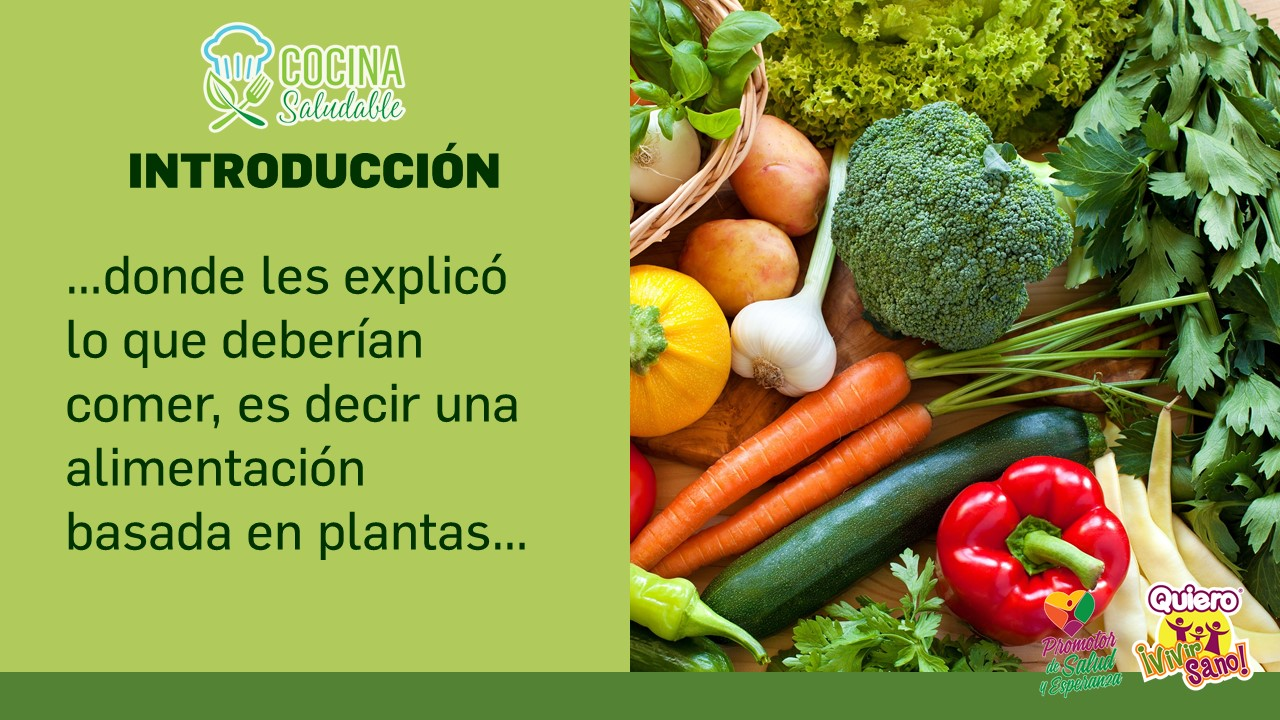 COCINA
Saludable
INTRODUCCIÓN
...donde les explicó
lo que deberían
comer, es decir una
alimentación
basada en plantas...
Promotor
de Salud
y Esperanza
Quiero
¡ViVir
Sano!